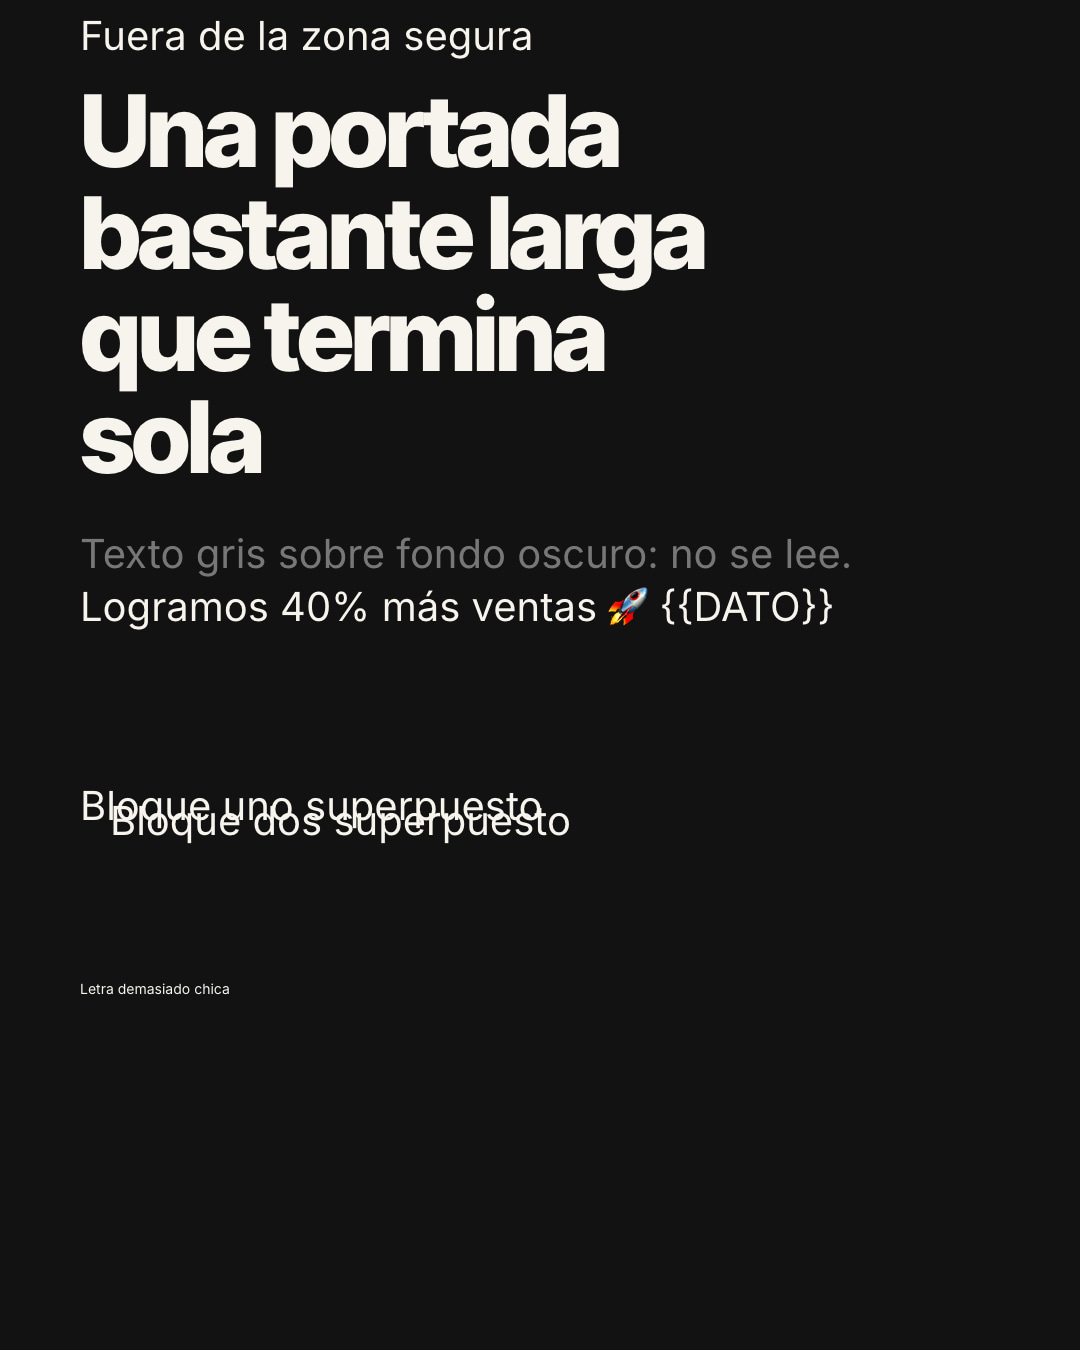 Fuera de la zona segura
Una portada
bastante larga
que termina
sola
Texto gris sobre fondo oscuro: no se lee.
Logramos 40% más ventas 🚀 {{DATO}}
Bloque uno superpuesto
Bloque dos superpuesto
Letra demasiado chica